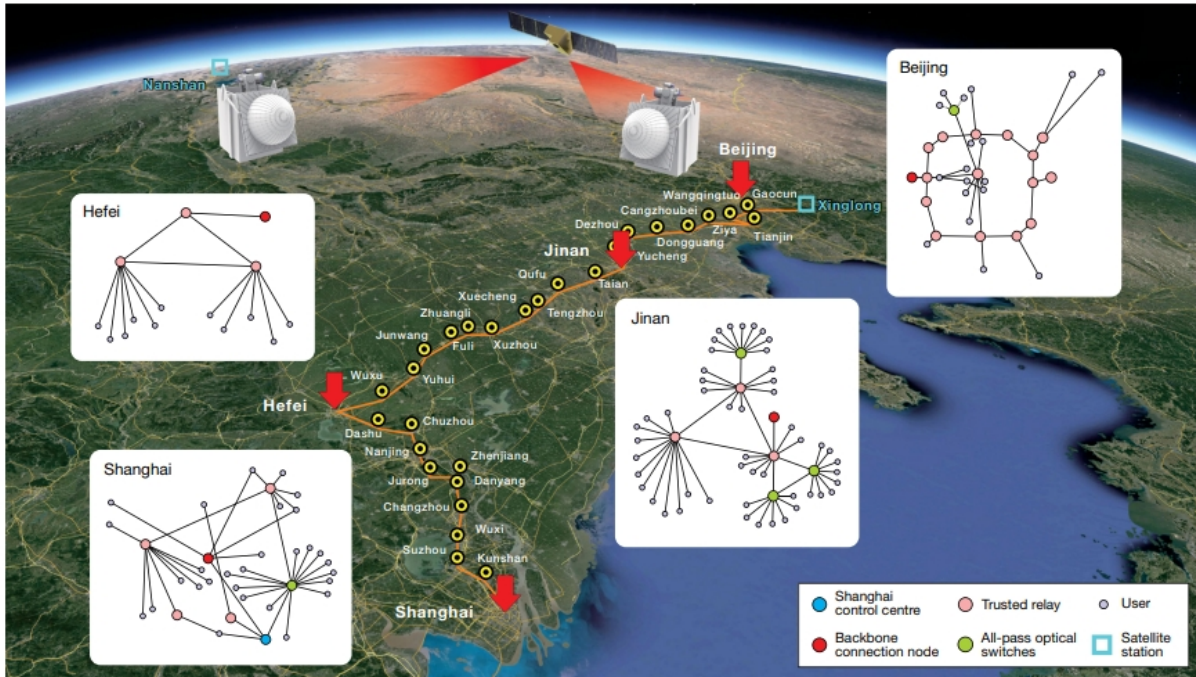 Nanshan
Beijing
Beijing
Wangqingtuo
Gaocun
Xinglong
Cangzhoubei
Dezhou
Ziya
Tianjin
Dongguang
Hefei
Jinan
Yucheng
Qufu
Taian
Xuecheng
Tengzhou
Jinan
Zhuangli
Junwang
Fuli
Xuzhou
Wuxu
Yuhui
Hefei
Chuzhou
Dashu
Nanjing
Zhenjiang
Shanghai
Jurong
Danyang
Changzhou
Wuxi
Suzhou
Kunshan
Shanghai
Shanghai
control centre
Trusted relay
User
Backbone
connection node
All-pass optical
switches
Satellite
station